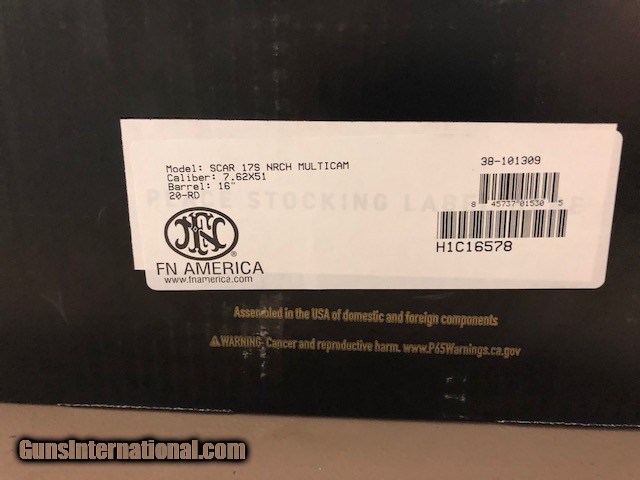 Model: SCAR 17S NRCH MULTICAM
Caliber: 7.62X51
Barrel: 16"
20-RD
38-101309
8 45737 01530 5
H1C16578
STOCKING
FN
FN AMERICA
www.fnamerica.com
Assembled in the USA of domestic and foreign components
⚠WARNING: Cancer and reproductive harm. www.P65Warnings.ca.gov
GunsInternational.com